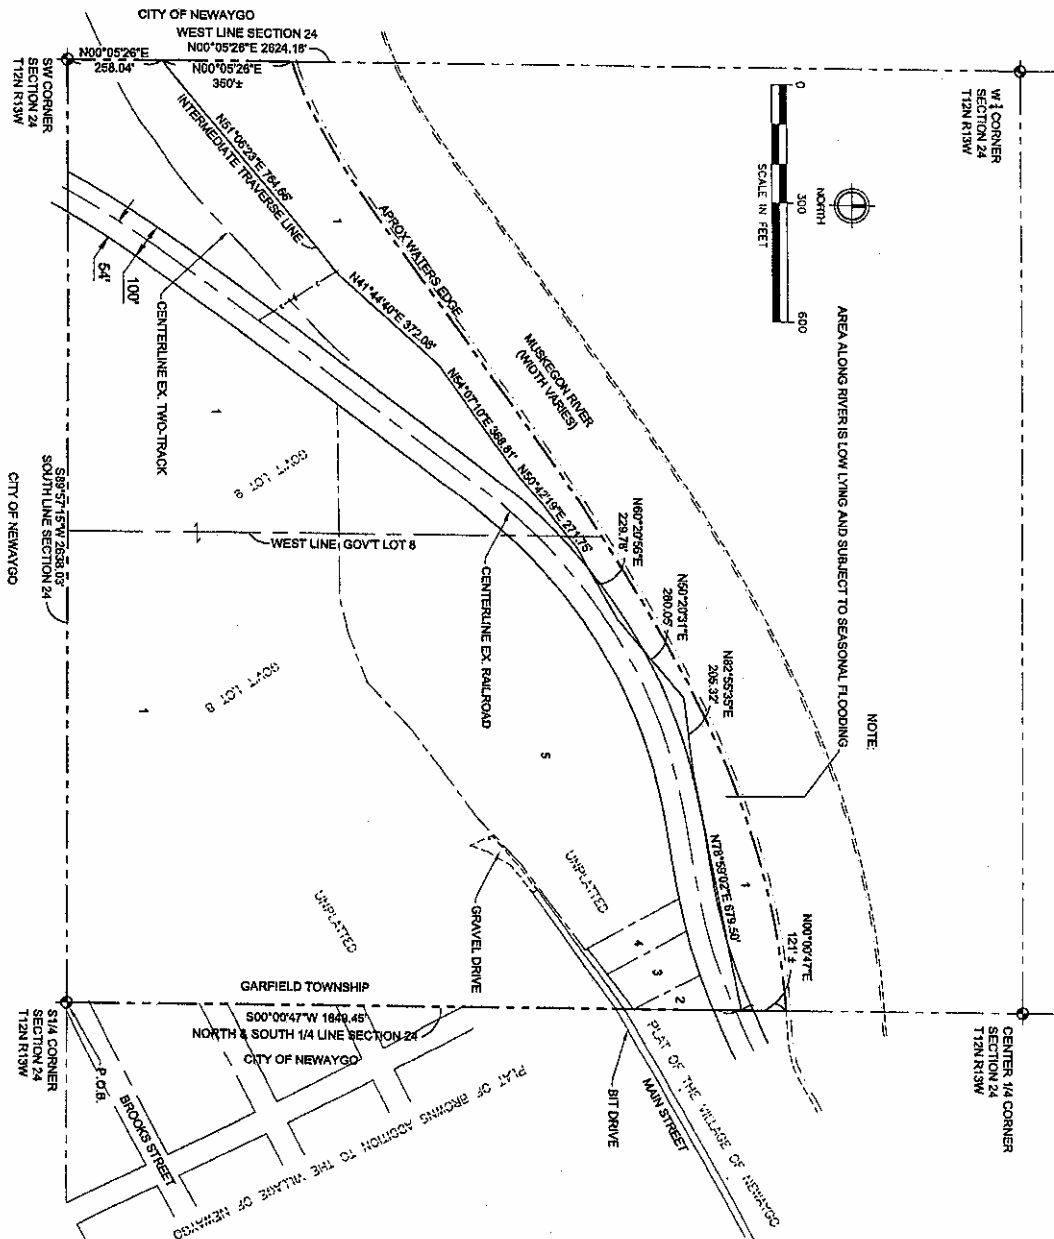 CITY OF NEWAYGO
WEST LINE SECTION 24
N00°05'26"E 2624.18'
N00°05'26"E
258.04'
N00°05'26"E
360'±
SW CORNER
SECTION 24
T12N R13W
W 1/4 CORNER
SECTION 24
T12N R13W
0
300
600
SCALE IN FEET
NORTH
NOTE:
AREA ALONG RIVER IS LOW LYING AND SUBJECT TO SEASONAL FLOODING
N51°06'23"E 764.66'
INTERMEDIATE TRAVERSE LINE
1
APROX WATERS EDGE
MUSKEGON RIVER
(WIDTH VARIES)
N41°44'40"E 372.08'
N54°07'10"E 368.81'
N50°42'19"E 271.75'
N60°20'56"E
229.78'
N50°20'31"E
280.05'
N82°55'35"E
206.32'
N78°59'02"E 679.50'
1
N00°00'47"E
121' ±
54'
100'
CENTERLINE EX. TWO-TRACK
1
GOV'T LOT 9
WEST LINE GOV'T LOT 8
CENTERLINE EX. RAILROAD
S89°57'15"W 2638.03'
SOUTH LINE SECTION 24
CITY OF NEWAYGO
GOV'T LOT 8
1
5
UNPLATTED
UNPLATTED
GRAVEL DRIVE
4
3
2
GARFIELD TOWNSHIP
S00°00'47"W 1649.45'
NORTH & SOUTH 1/4 LINE SECTION 24
CITY OF NEWAYGO
CENTER 1/4 CORNER
SECTION 24
T12N R13W
S1/4 CORNER
SECTION 24
T12N R13W
P.O.B.
BROOKS STREET
BIT DRIVE
MAIN STREET
PLAT OF THE VILLAGE OF NEWAYGO
PLAT OF BROWNS ADDITION TO THE VILLAGE OF NEWAYGO